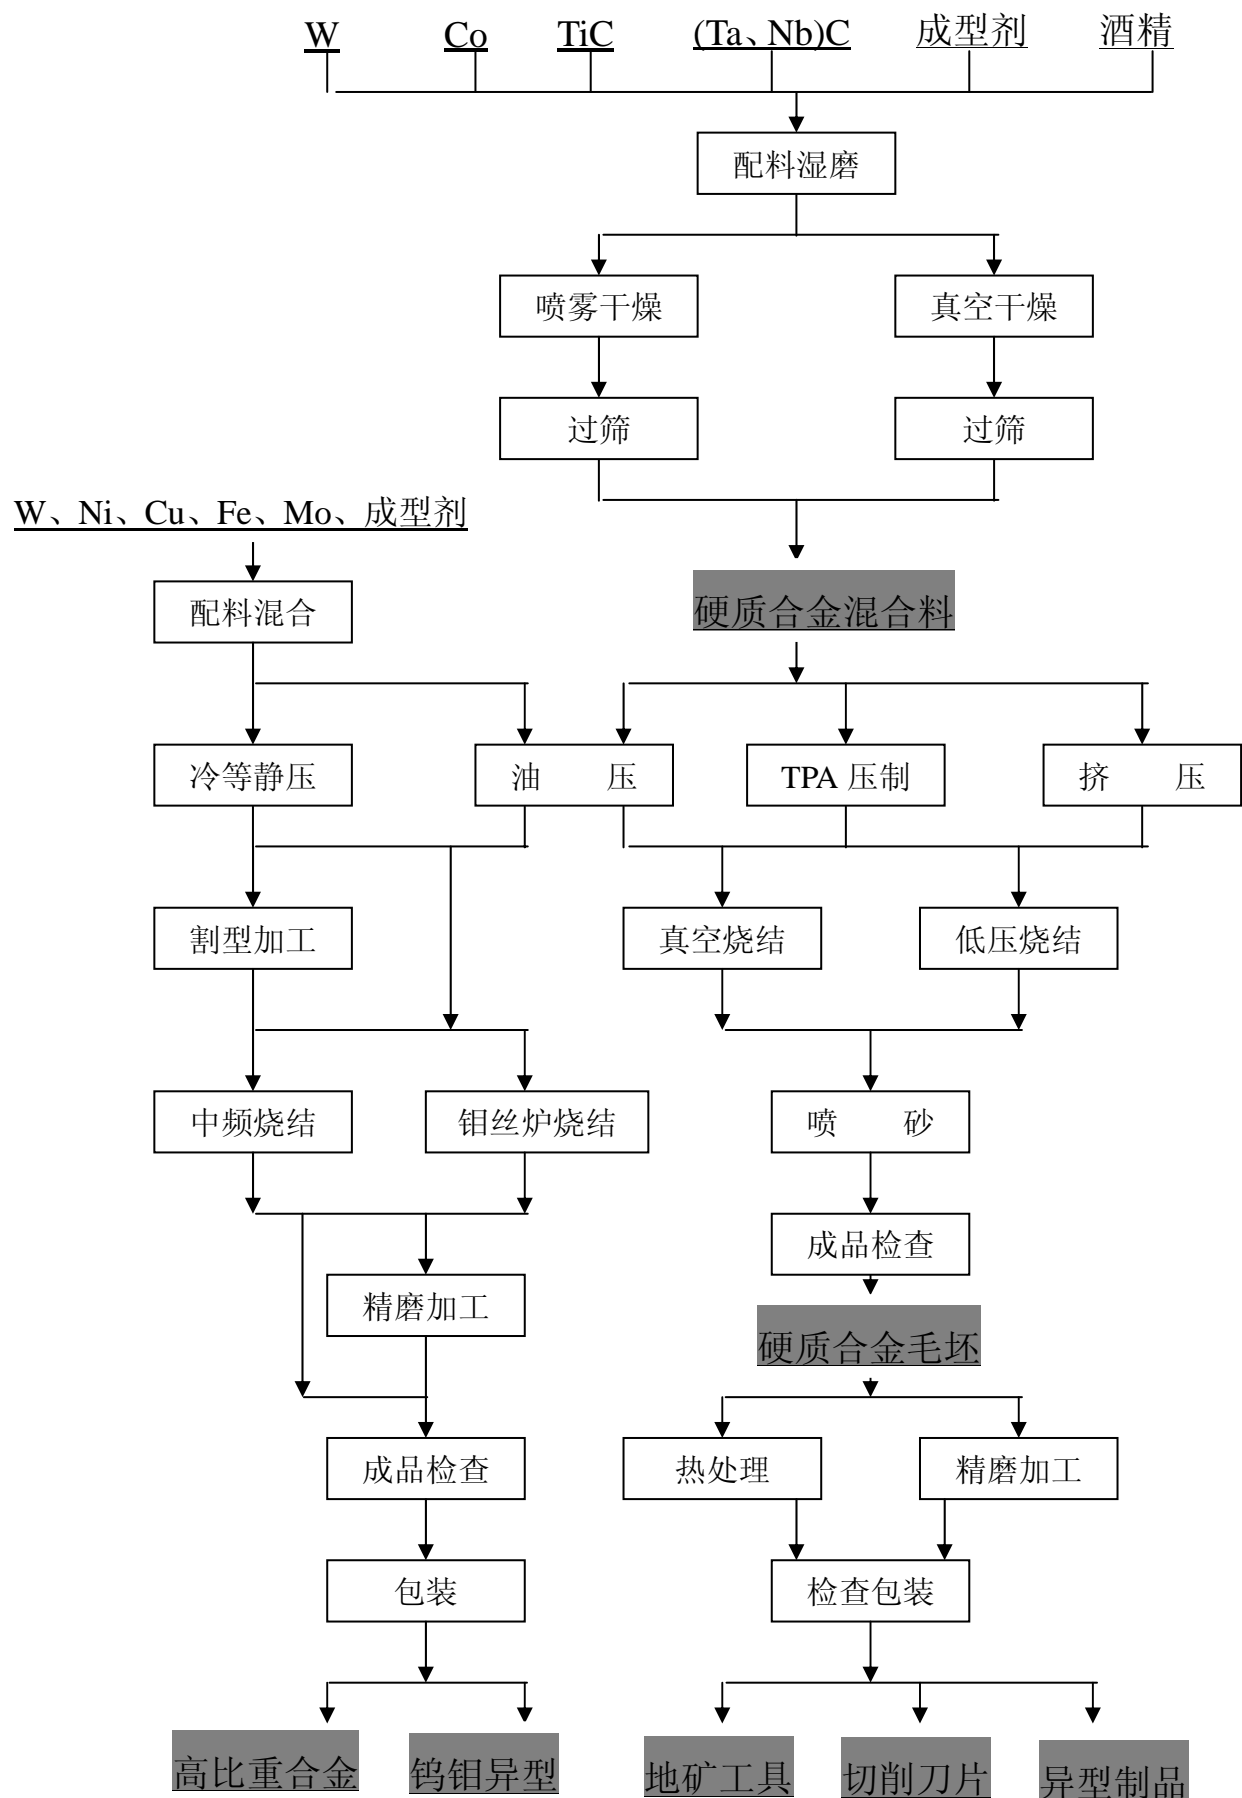 W Co TiC (Ta、Nb)C 成型剂 酒精
配料湿磨
喷雾干燥 真空干燥
过筛 过筛
W、Ni、Cu、Fe、Mo、成型剂
配料混合 硬质合金混合料
冷等静压 油 压 TPA 压制 挤 压
割型加工 真空烧结 低压烧结
中频烧结 钼丝炉烧结 喷 砂
成品检查
精磨加工 硬质合金毛坯
成品检查 热处理 精磨加工
包装 检查包装
高比重合金 钨钼异型 地矿工具 切削刀片 异型制品